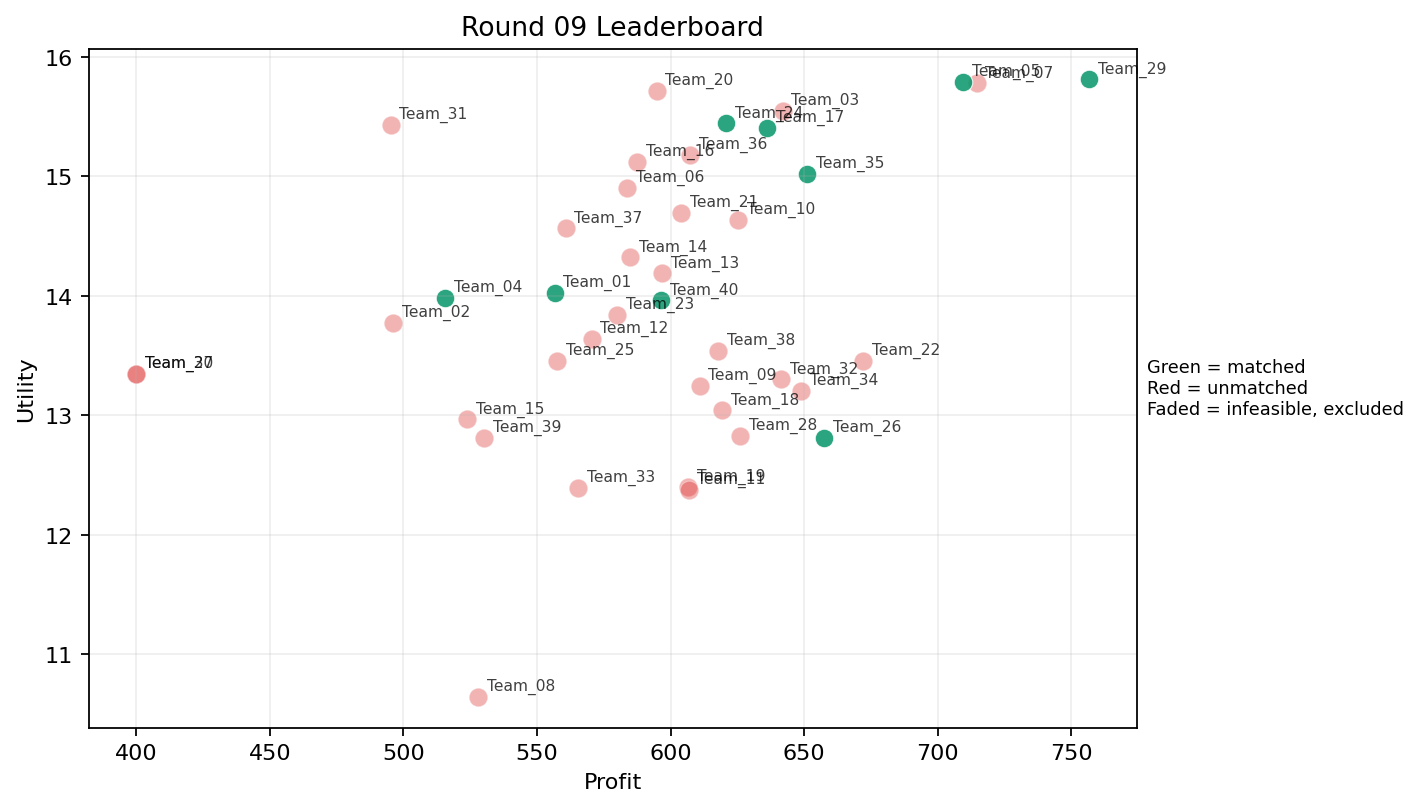 Round 09 Leaderboard
16
15
14
13
12
11
Utility
Team_29
Team_05
Team_07
Team_20
Team_03
Team_24
Team_17
Team_31
Team_36
Team_16
Team_35
Team_06
Team_21
Team_10
Team_37
Team_14
Team_13
Team_04
Team_01
Team_40
Team_23
Team_02
Team_12
Team_38
Team_25
Team_22
Team_32
Team_34
Team_09
Team_18
Team_15
Team_39
Team_28
Team_26
Team_33
Team_19
Team_11
Team_08
400
450
500
550
600
650
700
750
Profit
Green = matched
Red = unmatched
Faded = infeasible, excluded